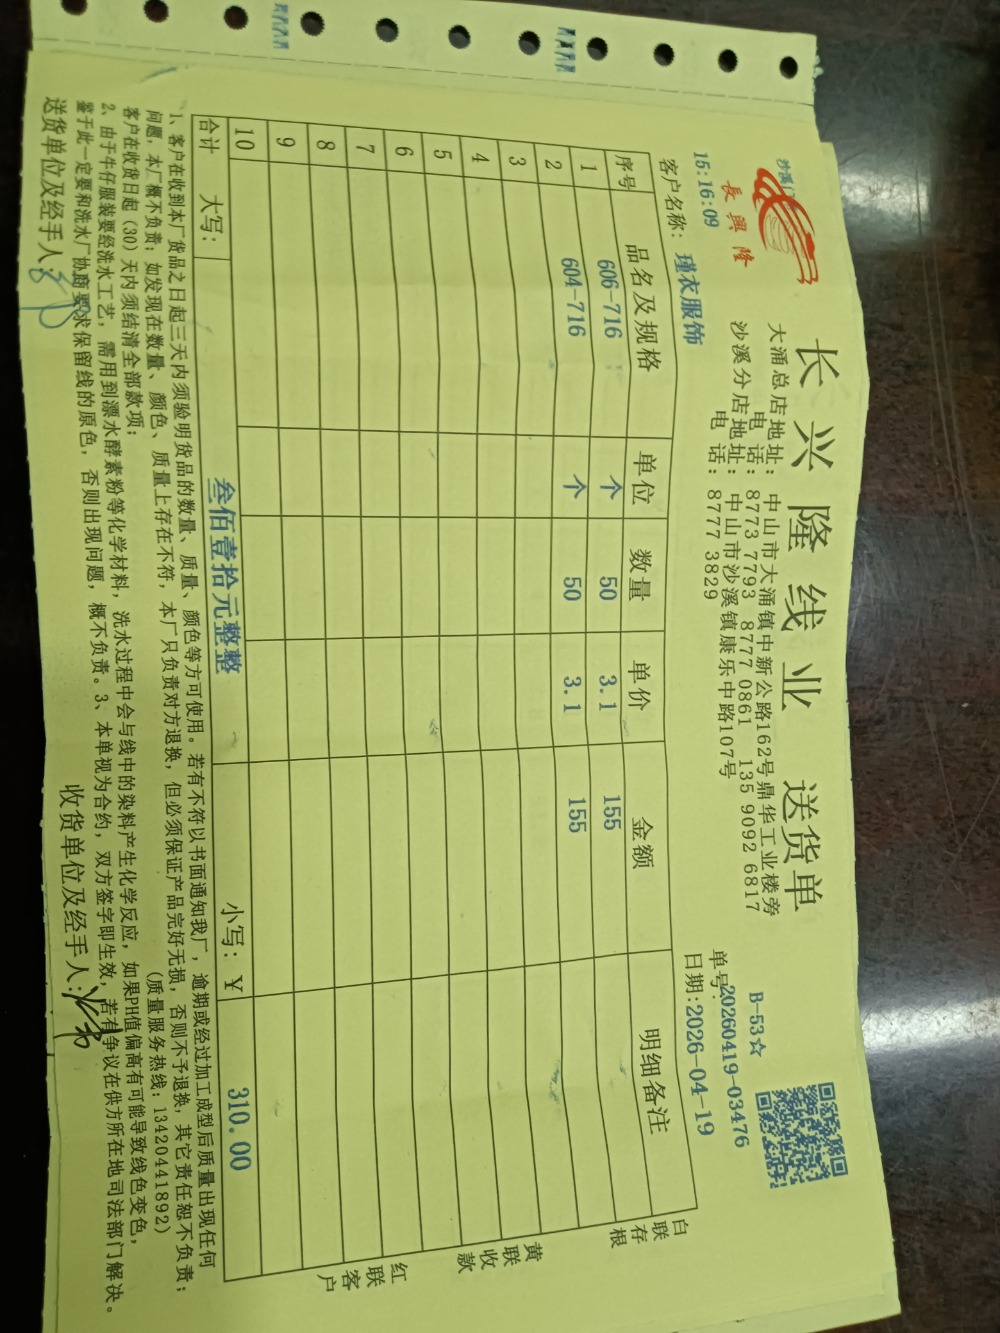 长兴隆线业 送货单
沙溪
長興隆
大涌总店地址: 中山市大涌镇中新公路162号鼎华工业楼旁
电 话: 8773 7793 8777 0861 135 9092 6817
沙溪分店地址: 中山市沙溪镇康乐中路107号
电 话: 8777 3829
B-53☆
单号:20260419-03476
15:16:09
客户名称: 瑾衣服饰
日期:2026-04-19
序号 品名及规格 单位 数量 单价 金额 明细备注
1 606-716 个 50 3.1 155
2 604-716 个 50 3.1 155
3
4
5
6
7
8
9
10
合计 大写: 叁佰壹拾元整整 小写: ¥ 310.00
白联存根
黄联收款
红联客户
1、客户在收到本厂货品之日起三天内须验明货品的数量、质量、颜色等方可使用。若有不符以书面通知我厂，逾期或经过加工成型后质量出现任何
问题，本厂概不负责；如发现在数量、颜色、质量上存在不符，本厂只负责对方退换，但必须保证产品完好无损，否则不予退换，其它责任恕不负责；
客户在收货日起（30）天内须结清全部款项；
（质量服务热线：13420441892）
2、由于牛仔服装要经洗水工艺，需用到漂水酵素粉等化学材料，洗水过程中会与线中的染料产生化学反应，如果PH值偏高有可能导致线色变色，
鉴于此一定要和洗水厂协商要求保留线的原色，否则出现问题，概不负责。3、本单视为合约，双方签字即生效，若有争议在供方所在地司法部门解决。
送货单位及经手人:
收货单位及经手人: